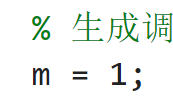 % 生成调
m = 1;